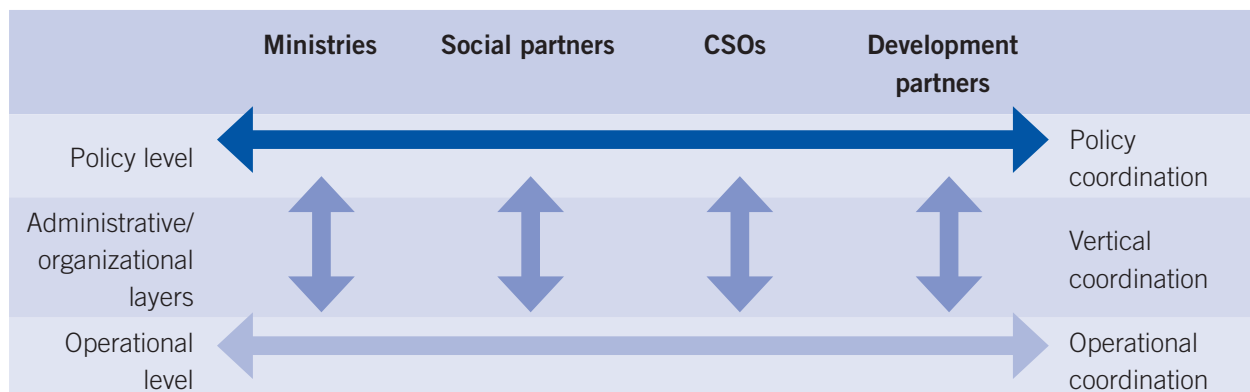 Ministries
Social partners
CSOs
Development
partners
Policy level
Policy
coordination
Administrative/
organizational
layers
Vertical
coordination
Operational
level
Operational
coordination